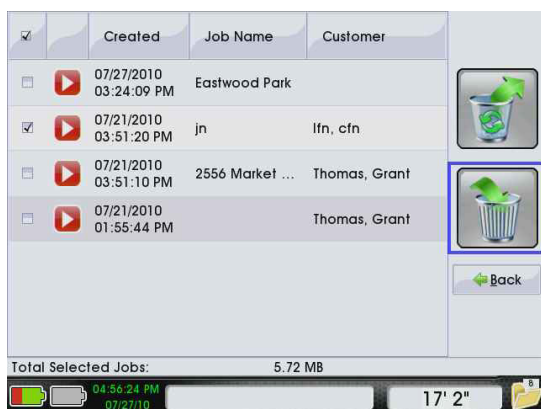 Created Job Name Customer
07/27/2010
03:24:09 PM
Eastwood Park
07/21/2010
03:51:20 PM
jn lfn, cfn
07/21/2010
03:51:10 PM
2556 Market ... Thomas, Grant
07/21/2010
01:55:44 PM
Thomas, Grant
Back
Total Selected Jobs: 5.72 MB
04:56:24 PM
07/27/10
17' 2"
8